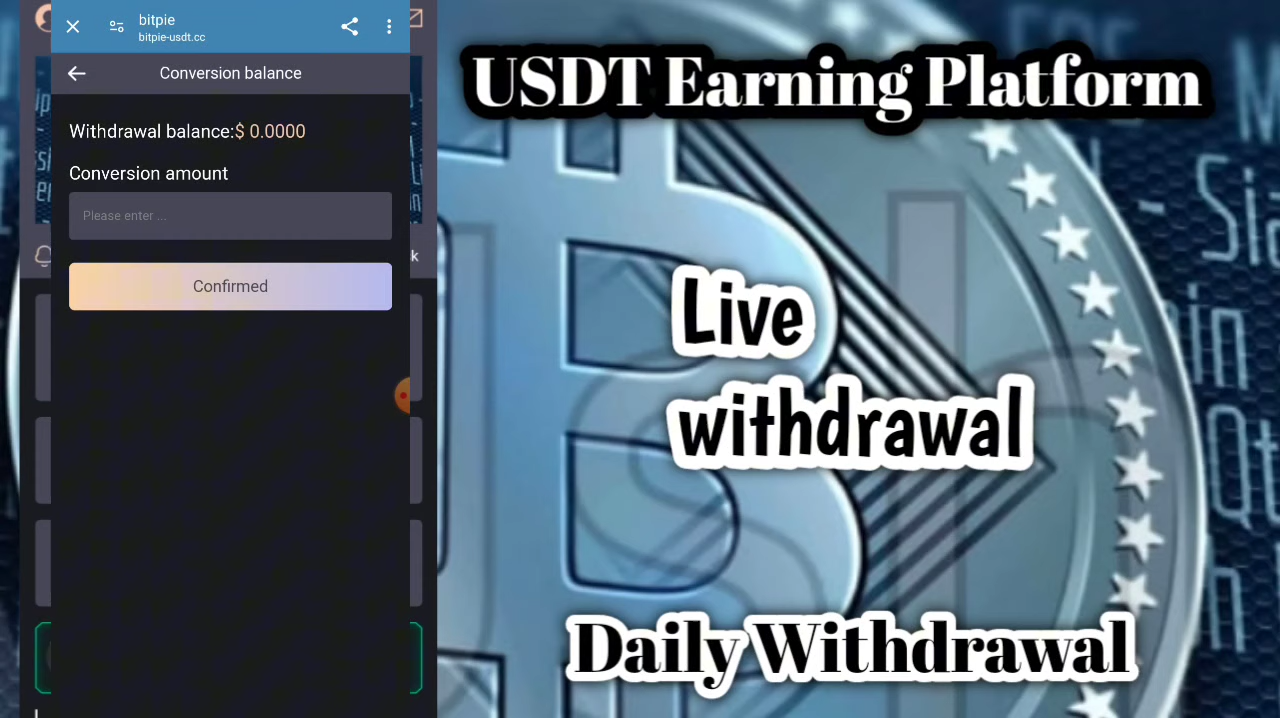 bitpie
bitpie-usdt.cc
Conversion balance
Withdrawal balance:$ 0.0000
Conversion amount
Please enter ...
Confirmed
k
USDT Earning Platform
Live
withdrawal
Daily Withdrawal